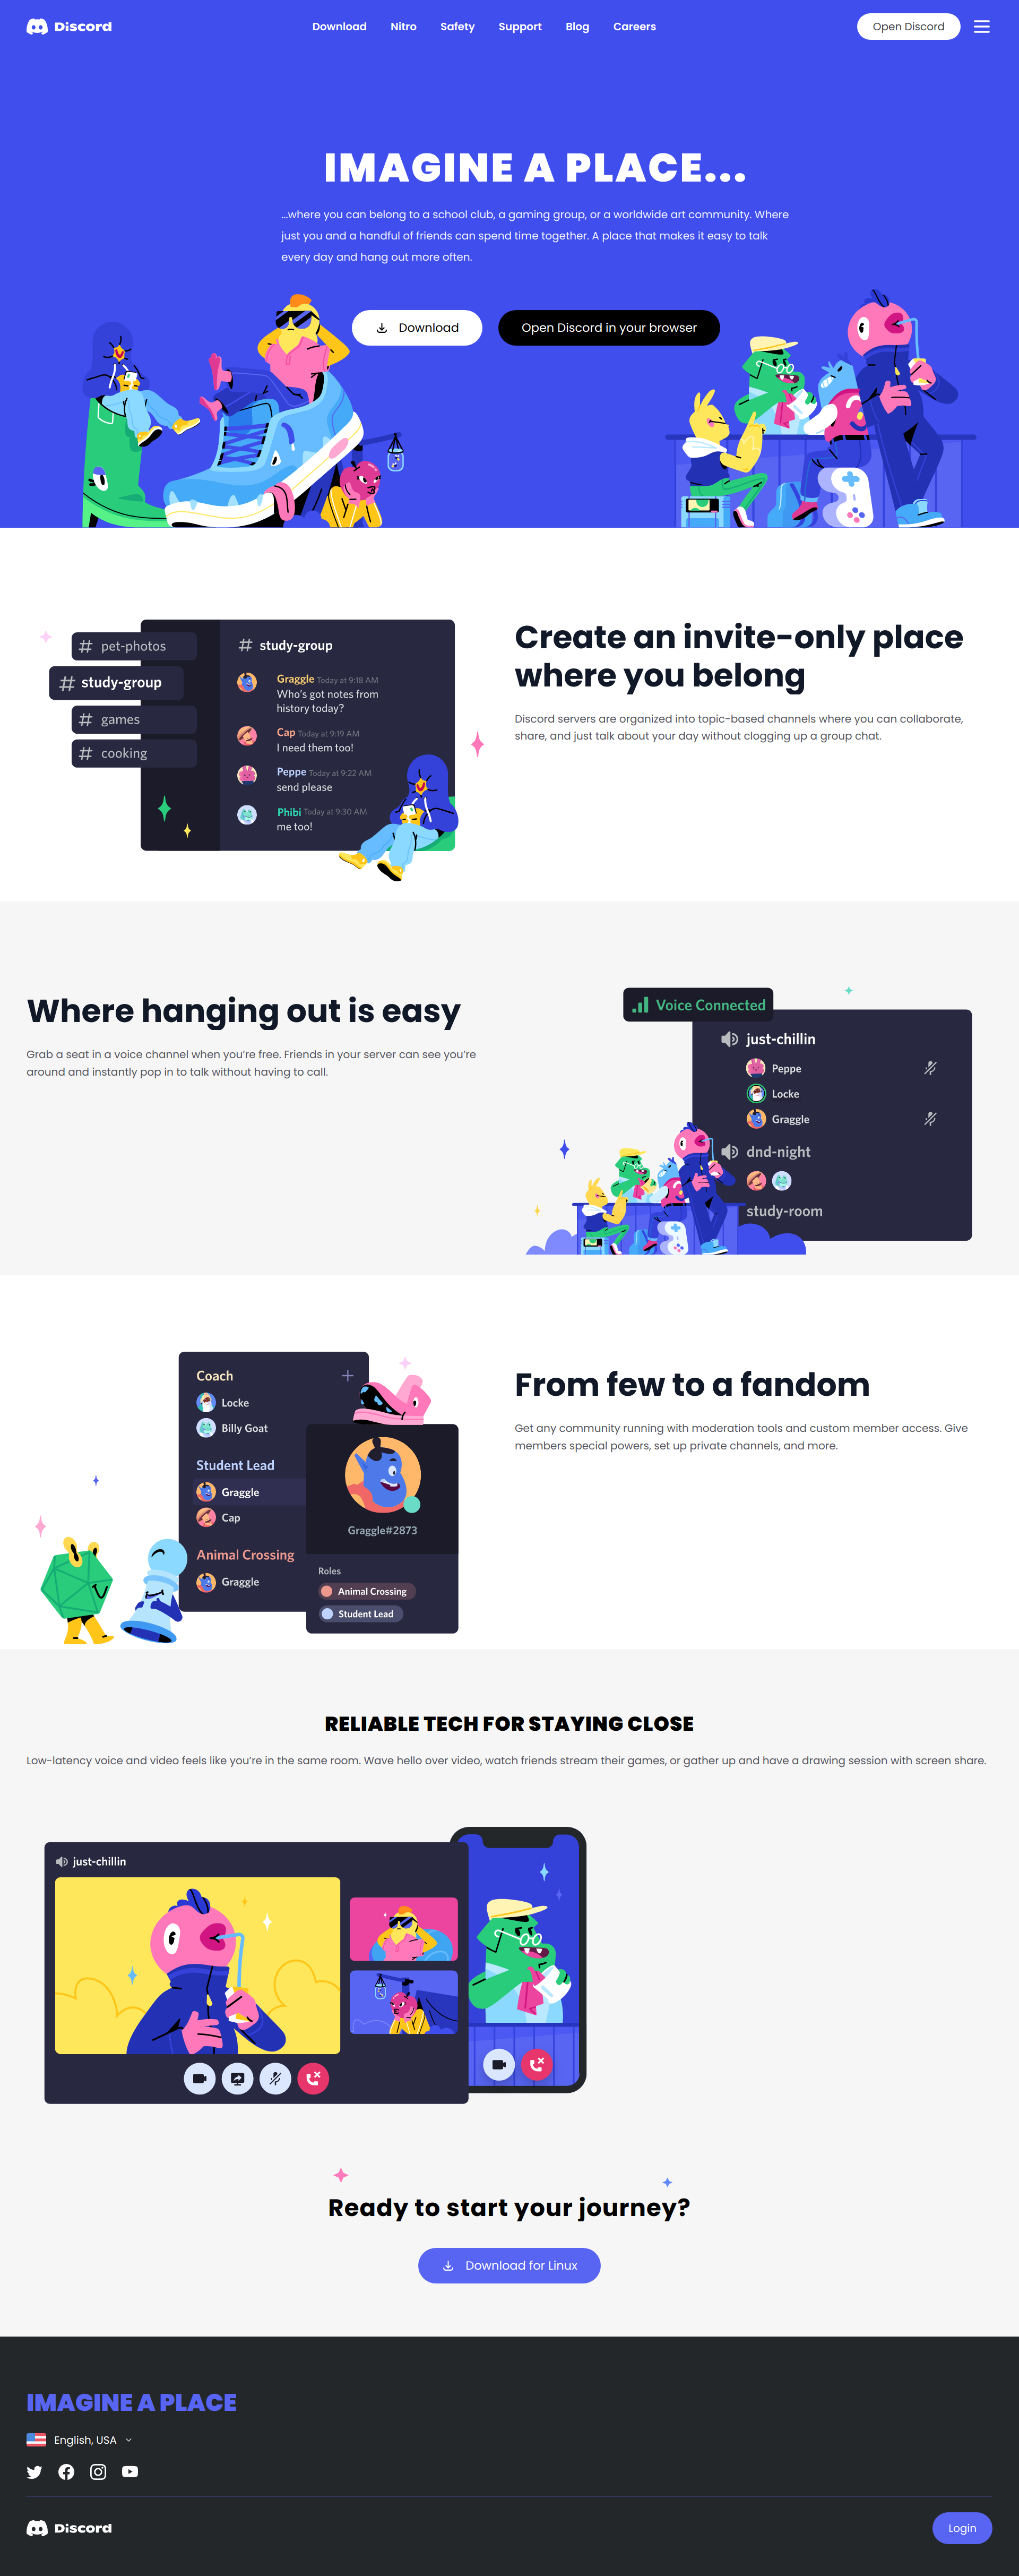 Discord
Download Nitro Safety Support Blog Careers
Open Discord
IMAGINE A PLACE...
...where you can belong to a school club, a gaming group, or a worldwide art community. Where
just you and a handful of friends can spend time together. A place that makes it easy to talk
every day and hang out more often.
Download
Open Discord in your browser
# pet-photos
# study-group
# games
# cooking
# study-group
Graggle Today at 9:18 AM
Who's got notes from
history today?
Cap Today at 9:19 AM
I need them too!
Peppe Today at 9:22 AM
send please
Phibi Today at 9:30 AM
me too!
Create an invite-only place
where you belong
Discord servers are organized into topic-based channels where you can collaborate,
share, and just talk about your day without clogging up a group chat.
Where hanging out is easy
Grab a seat in a voice channel when you’re free. Friends in your server can see you’re
around and instantly pop in to talk without having to call.
Voice Connected
just-chillin
Peppe
Locke
Graggle
dnd-night
study-room
Coach
Locke
Billy Goat
Student Lead
Graggle
Cap
Animal Crossing
Graggle
Graggle#2873
Roles
Animal Crossing
Student Lead
From few to a fandom
Get any community running with moderation tools and custom member access. Give
members special powers, set up private channels, and more.
RELIABLE TECH FOR STAYING CLOSE
Low-latency voice and video feels like you’re in the same room. Wave hello over video, watch friends stream their games, or gather up and have a drawing session with screen share.
just-chillin
Ready to start your journey?
Download for Linux
IMAGINE A PLACE
English, USA
Discord
Login